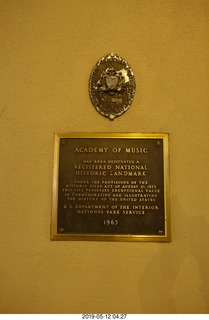 ACADEMY OF MUSIC
HAS BEEN DESIGNATED A
REGISTERED NATIONAL
HISTORIC LANDMARK
UNDER THE PROVISIONS OF THE
HISTORIC SITES ACT OF AUGUST 21, 1935
THIS SITE POSSESSES EXCEPTIONAL VALUE
IN COMMEMORATING AND ILLUSTRATING
THE HISTORY OF THE UNITED STATES
U. S. DEPARTMENT OF THE INTERIOR
NATIONAL PARK SERVICE
1963
2019-05-12 04:27